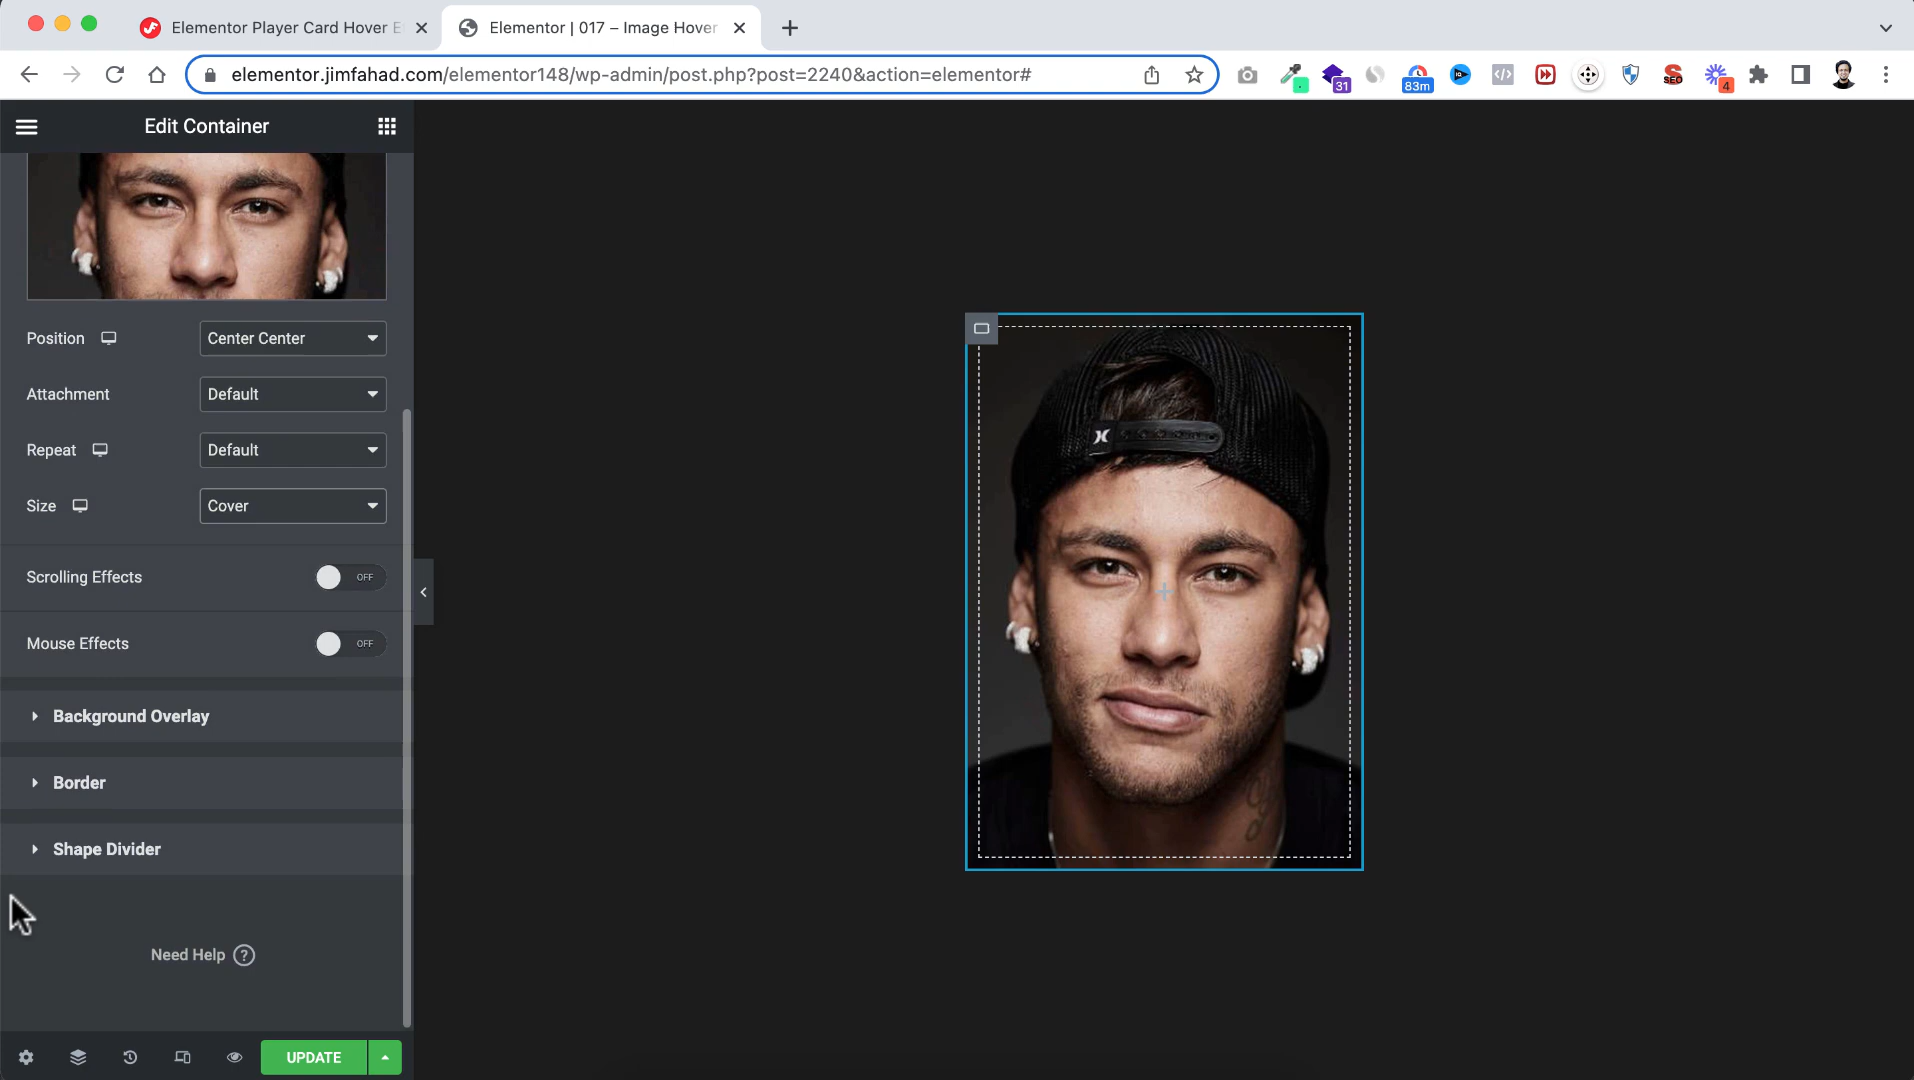 Elementor Player Card Hover E
Elementor | 017 – Image Hover
elementor.jimfahad.com/elementor148/wp-admin/post.php?post=2240&action=elementor#
31
83m
SEO
4
Edit Container
Position
Center Center
Attachment
Default
Repeat
Default
Size
Cover
Scrolling Effects
OFF
Mouse Effects
OFF
Background Overlay
Border
Shape Divider
Need Help ?
UPDATE